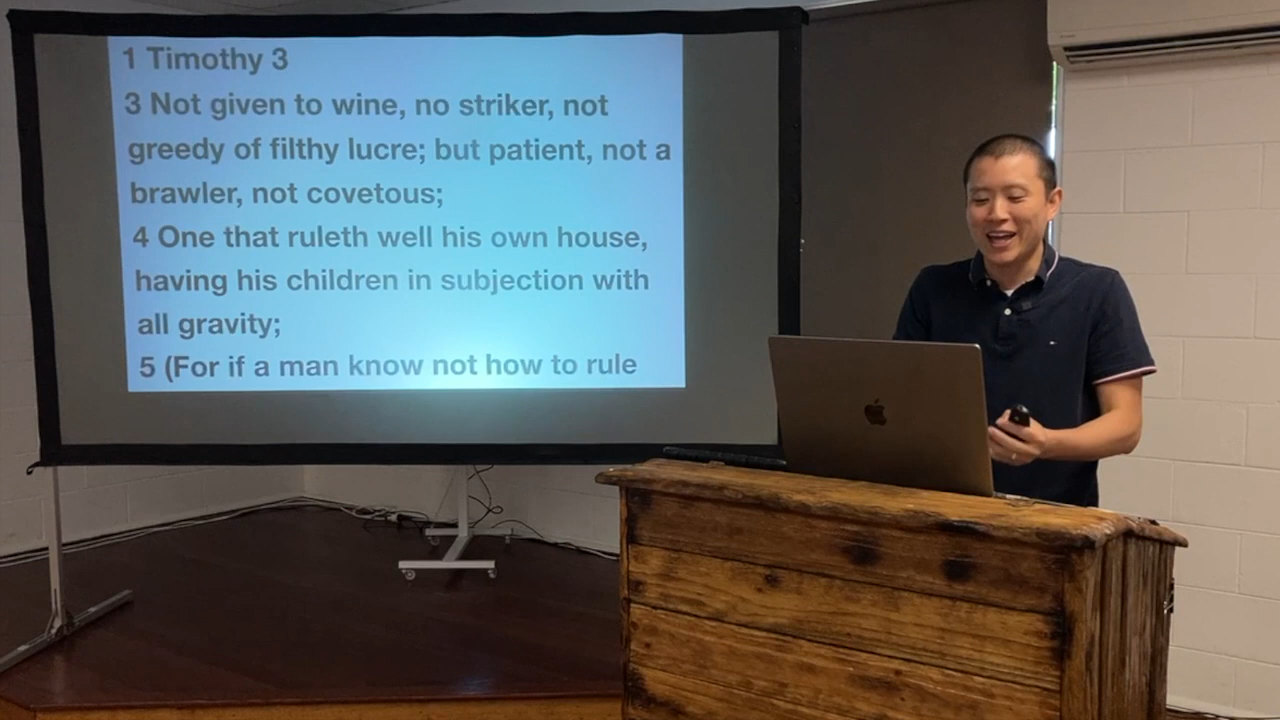 1 Timothy 3
3 Not given to wine, no striker, not
greedy of filthy lucre; but patient, not a
brawler, not covetous;
4 One that ruleth well his own house,
having his children in subjection with
all gravity;
5 (For if a man know not how to rule